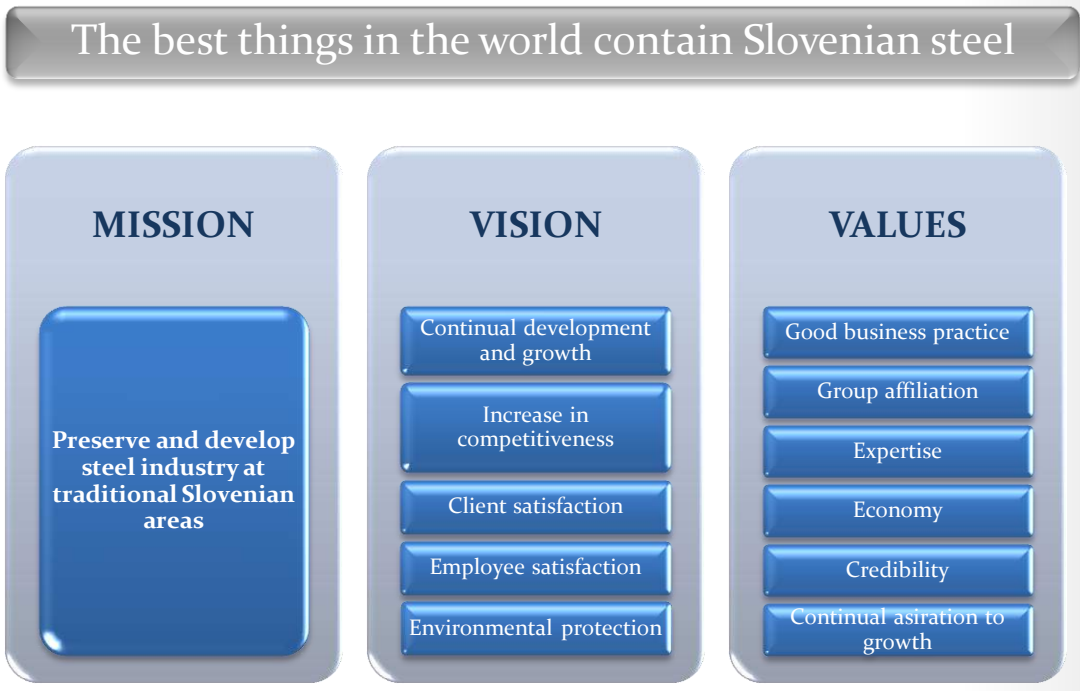 The best things in the world contain Slovenian steel
MISSION
Preserve and develop
steel industry at
traditional Slovenian
areas
VISION
Continual development
and growth
Increase in
competitiveness
Client satisfaction
Employee satisfaction
Environmental protection
VALUES
Good business practice
Group affiliation
Expertise
Economy
Credibility
Continual asiration to
growth